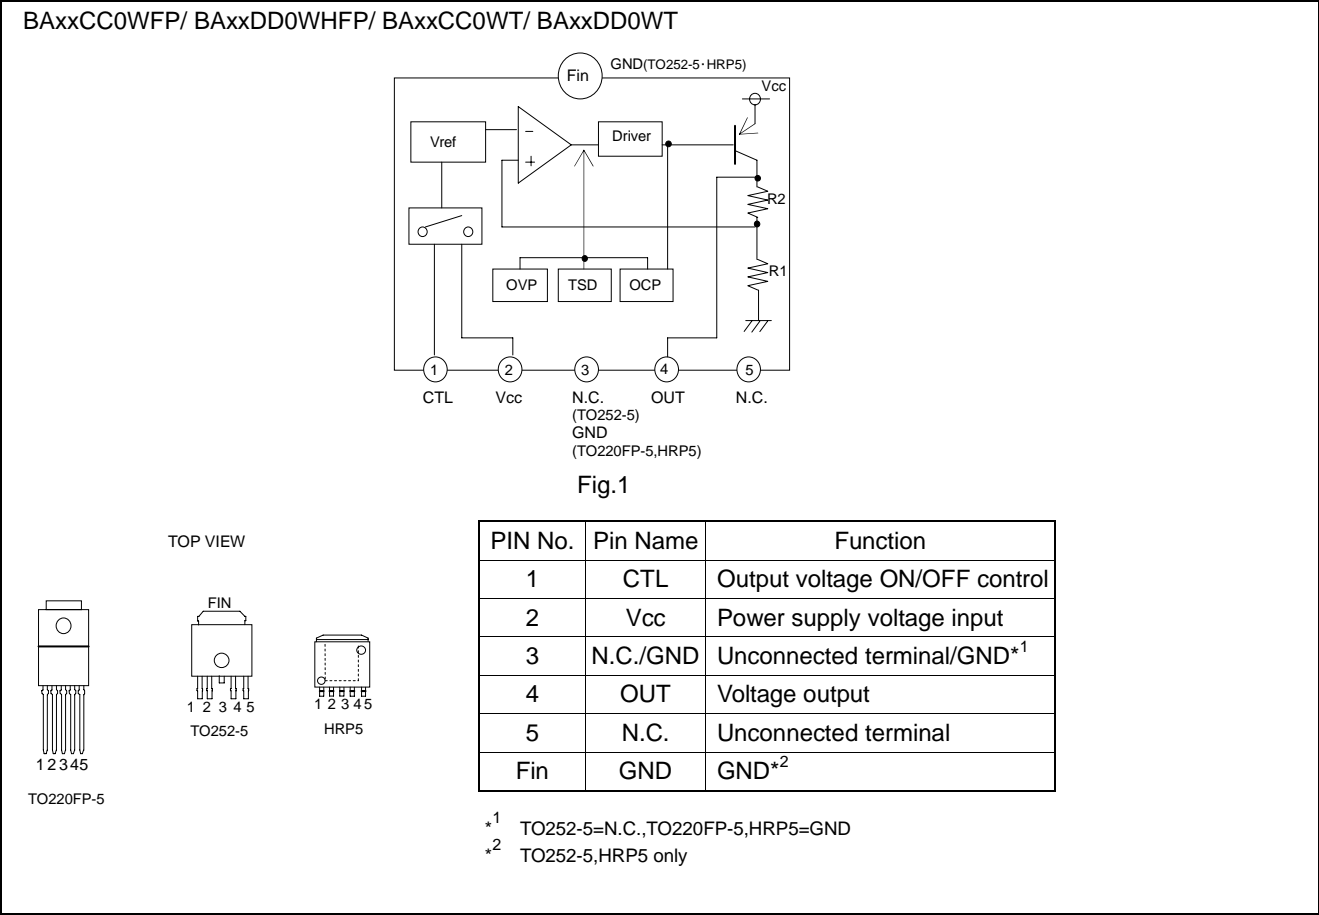 BAxxCC0WFP/ BAxxDD0WHFP/ BAxxCC0WT/ BAxxDD0WT
Fin
GND(TO252-5･HRP5)
Vcc
Vref
−
+
Driver
R2
R1
OVP
TSD
OCP
1
2
3
4
5
CTL
Vcc
N.C.
(TO252-5)
GND
(TO220FP-5,HRP5)
OUT
N.C.
Fig.1
TOP VIEW
1 2 3 4 5
TO220FP-5
FIN
1 2 3 4 5
TO252-5
1 2 3 4 5
HRP5
PIN No. Pin Name Function
1 CTL Output voltage ON/OFF control
2 Vcc Power supply voltage input
3 N.C./GND Unconnected terminal/GND*1
4 OUT Voltage output
5 N.C. Unconnected terminal
Fin GND GND*2
*1 TO252-5=N.C.,TO220FP-5,HRP5=GND
*2 TO252-5,HRP5 only